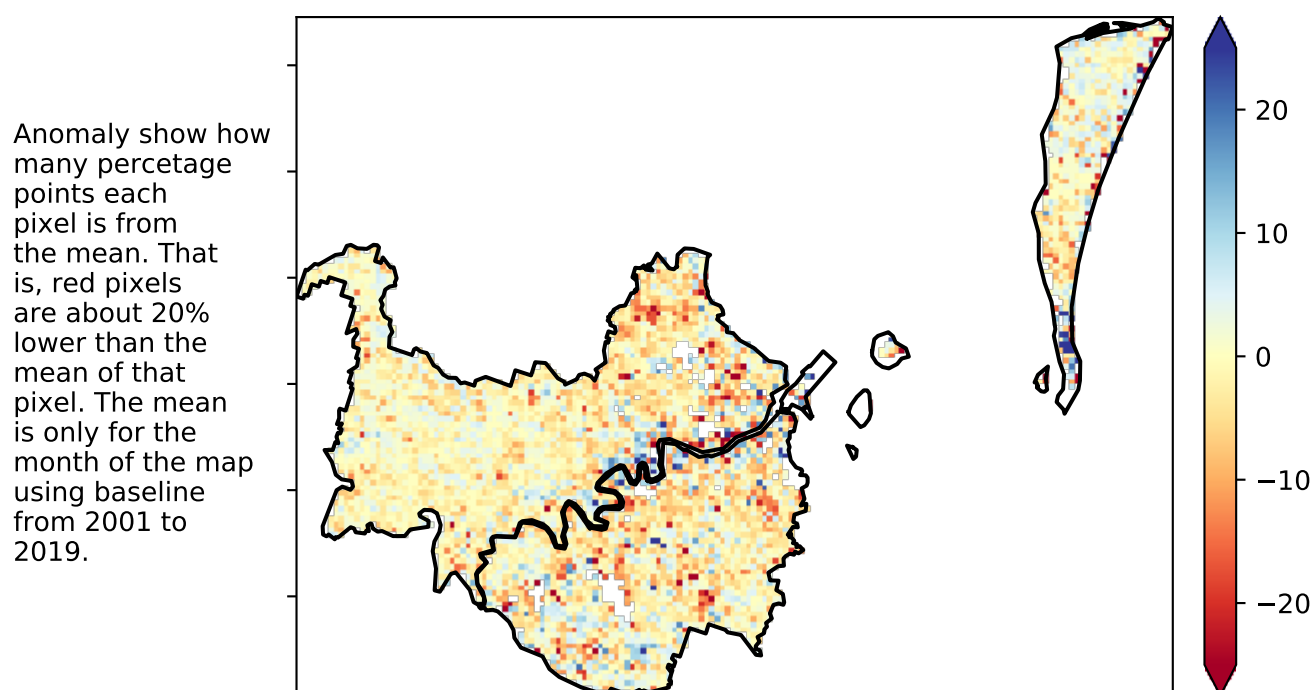 Anomaly show how
many percetage
points each
pixel is from
the mean. That
is, red pixels
are about 20%
lower than the
mean of that
pixel. The mean
is only for the
month of the map
using baseline
from 2001 to
2019.
20
10
0
−10
−20